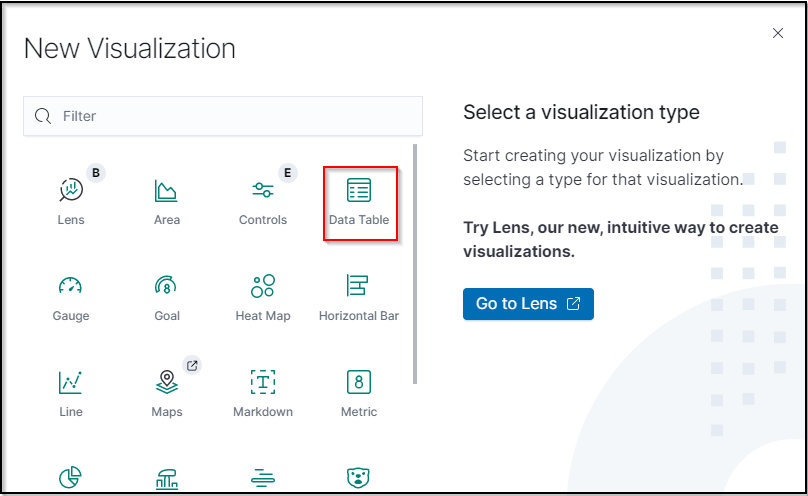 New Visualization
Filter
Select a visualization type
Start creating your visualization by
selecting a type for that visualization.
Try Lens, our new, intuitive way to create
visualizations.
Go to Lens
B
E
Lens
Area
Controls
Data Table
8
Gauge
Goal
Heat Map
Horizontal Bar
T
8
Line
Maps
Markdown
Metric